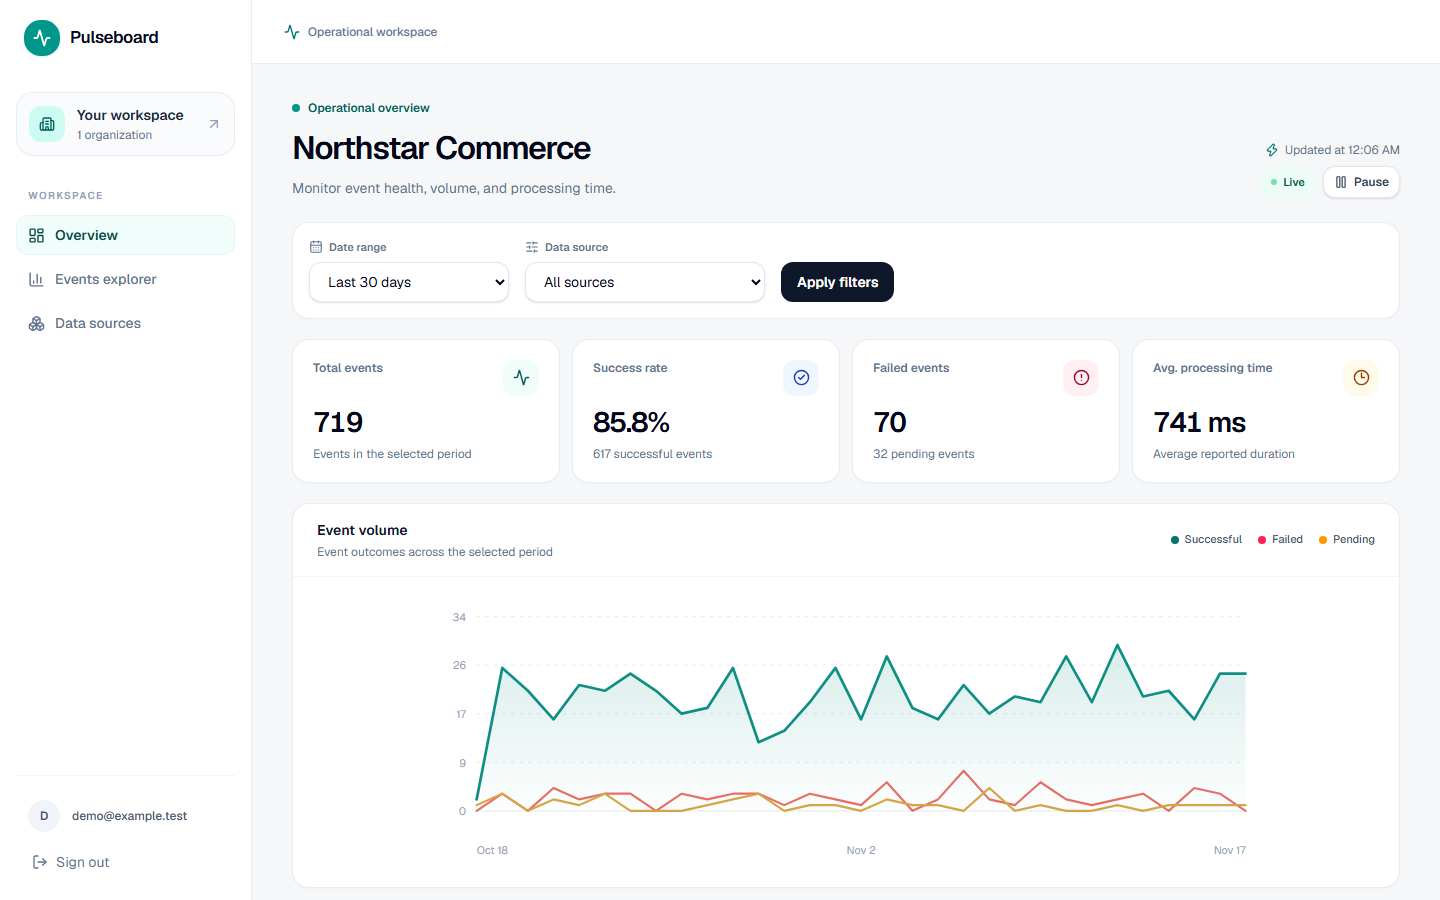 Pulseboard
Operational workspace
Your workspace
1 organization
WORKSPACE
Overview
Events explorer
Data sources
demo@example.test
D
Sign out
Operational overview
Northstar Commerce
Monitor event health, volume, and processing time.
Updated at 12:06 AM
Live
Pause
Date range
Data source
Last 30 days
All sources
Apply filters
Total events
719
Events in the selected period
Success rate
85.8%
617 successful events
Failed events
70
32 pending events
Avg. processing time
741 ms
Average reported duration
Event volume
Event outcomes across the selected period
Successful
Failed
Pending
34
26
17
9
0
Oct 18
Nov 2
Nov 17